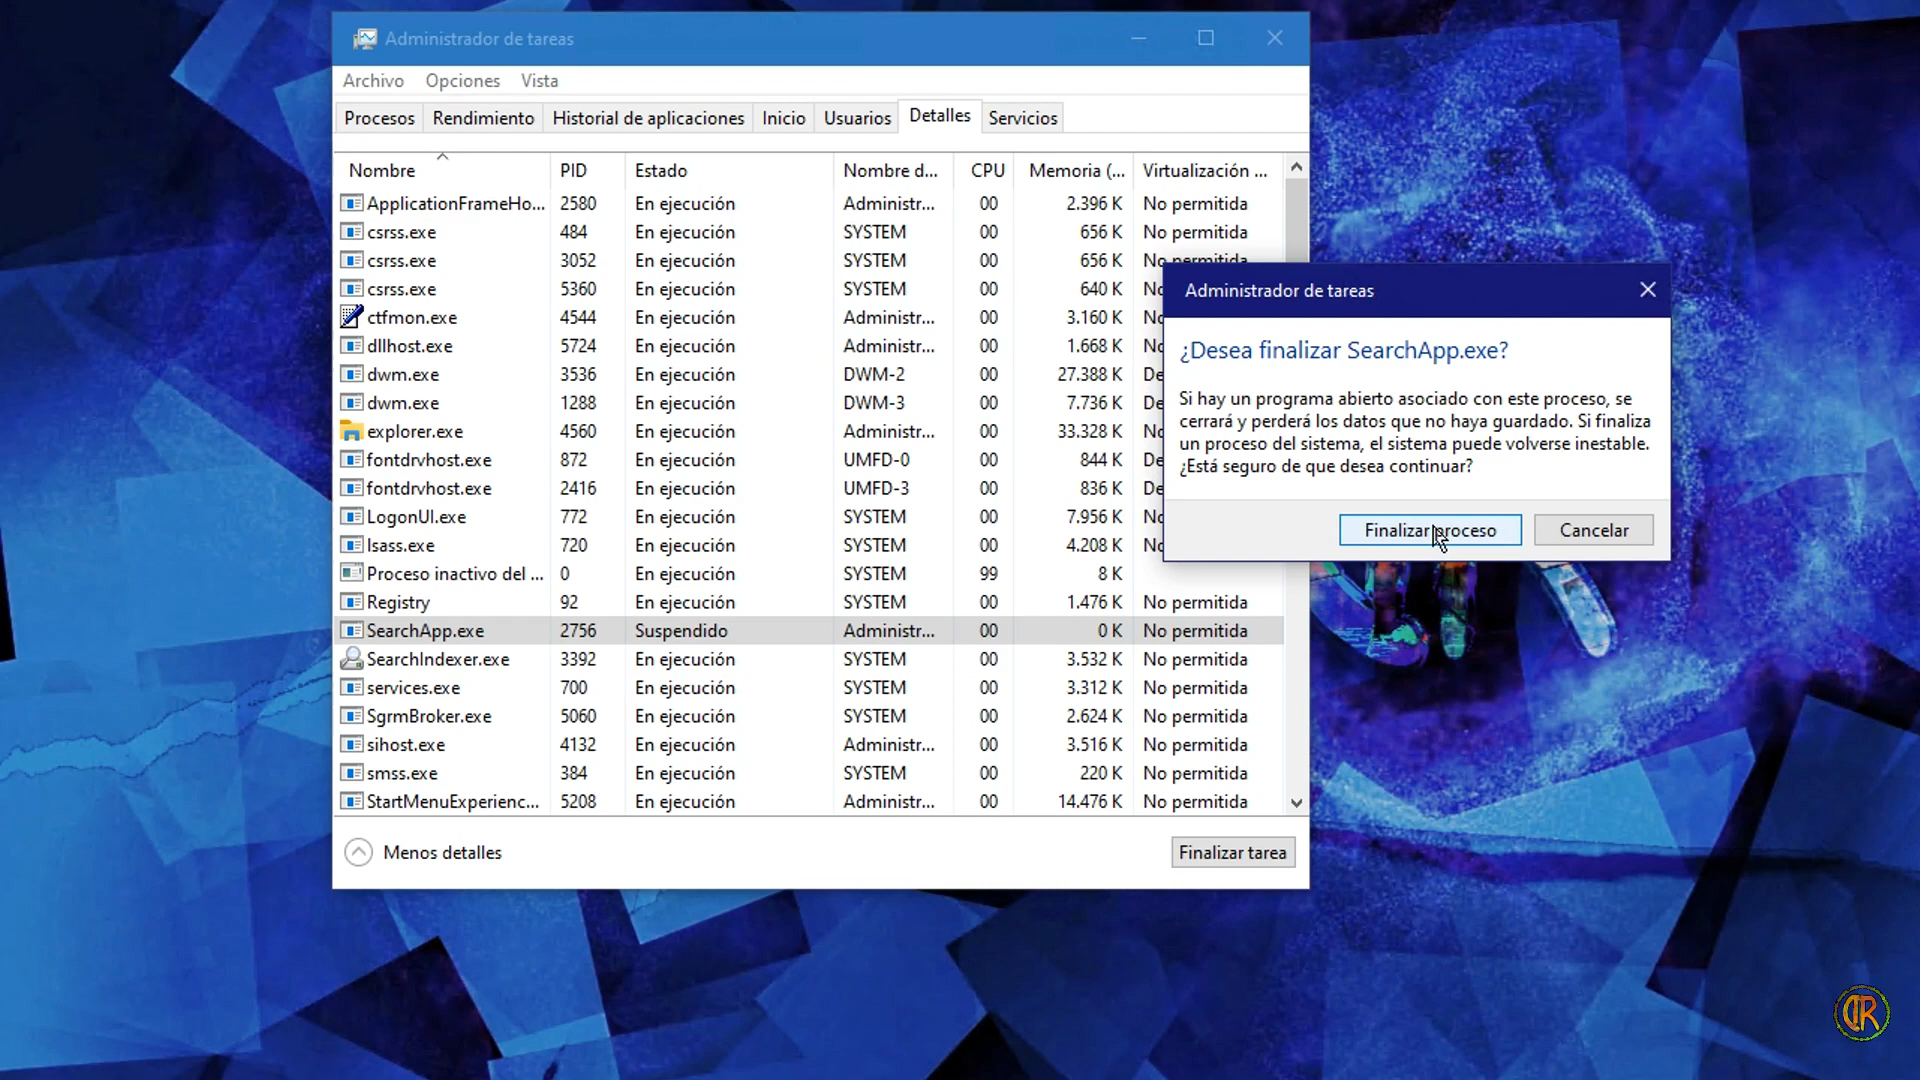 Administrador de tareas
Archivo Opciones Vista
Procesos Rendimiento Historial de aplicaciones Inicio Usuarios Detalles Servicios
Nombre PID Estado Nombre d... CPU Memoria (... Virtualización ...
ApplicationFrameHo... 2580 En ejecución Administr... 00 2.396 K No permitida
csrss.exe 484 En ejecución SYSTEM 00 656 K No permitida
csrss.exe 3052 En ejecución SYSTEM 00 656 K No permitida
csrss.exe 5360 En ejecución SYSTEM 00 640 K
ctfmon.exe 4544 En ejecución Administr... 00 3.160 K
dllhost.exe 5724 En ejecución Administr... 00 1.668 K
dwm.exe 3536 En ejecución DWM-2 00 27.388 K
dwm.exe 1288 En ejecución DWM-3 00 7.736 K
explorer.exe 4560 En ejecución Administr... 00 33.328 K
fontdrvhost.exe 872 En ejecución UMFD-0 00 844 K
fontdrvhost.exe 2416 En ejecución UMFD-3 00 836 K
LogonUI.exe 772 En ejecución SYSTEM 00 7.956 K
lsass.exe 720 En ejecución SYSTEM 00 4.208 K
Proceso inactivo del ... 0 En ejecución SYSTEM 99 8 K
Registry 92 En ejecución SYSTEM 00 1.476 K No permitida
SearchApp.exe 2756 Suspendido Administr... 00 0 K No permitida
SearchIndexer.exe 3392 En ejecución SYSTEM 00 3.532 K No permitida
services.exe 700 En ejecución SYSTEM 00 3.312 K No permitida
SgrmBroker.exe 5060 En ejecución SYSTEM 00 2.624 K No permitida
sihost.exe 4132 En ejecución Administr... 00 3.516 K No permitida
smss.exe 384 En ejecución SYSTEM 00 220 K No permitida
StartMenuExperienc... 5208 En ejecución Administr... 00 14.476 K No permitida
Menos detalles
Finalizar tarea
Administrador de tareas
¿Desea finalizar SearchApp.exe?
Si hay un programa abierto asociado con este proceso, se
cerrará y perderá los datos que no haya guardado. Si finaliza
un proceso del sistema, el sistema puede volverse inestable.
¿Está seguro de que desea continuar?
Finalizar proceso Cancelar